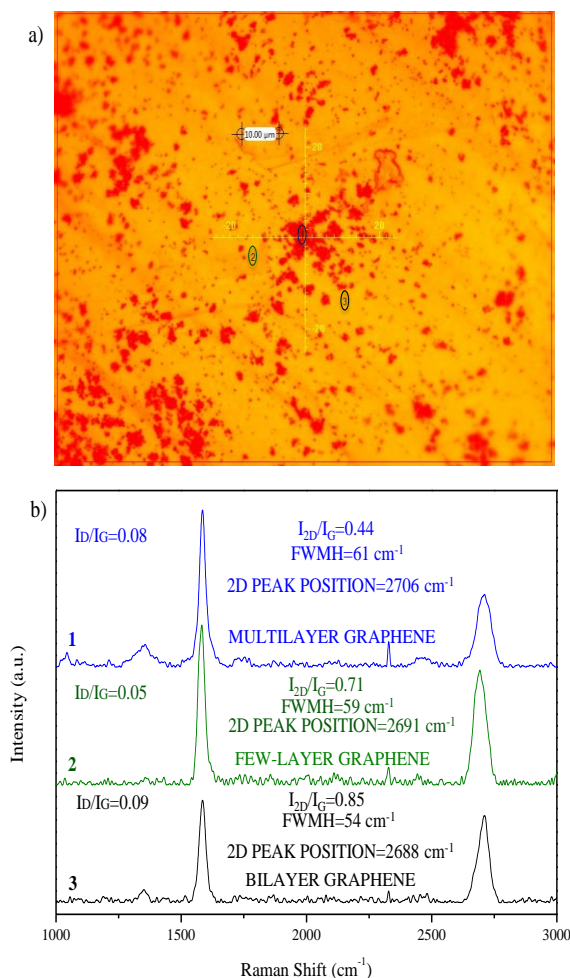 a)
10.00 µm
20
20
20
2
3
20
b)
ID/IG=0.08
I2D/IG=0.44
FWMH=61 cm-1
2D PEAK POSITION=2706 cm-1
1
MULTILAYER GRAPHENE
ID/IG=0.05
I2D/IG=0.71
FWMH=59 cm-1
2D PEAK POSITION=2691 cm-1
2
FEW-LAYER GRAPHENE
ID/IG=0.09
I2D/IG=0.85
FWMH=54 cm-1
2D PEAK POSITION=2688 cm-1
3
BILAYER GRAPHENE
1000 1500 2000 2500 3000
Raman Shift (cm-1)
Intensity (a.u.)